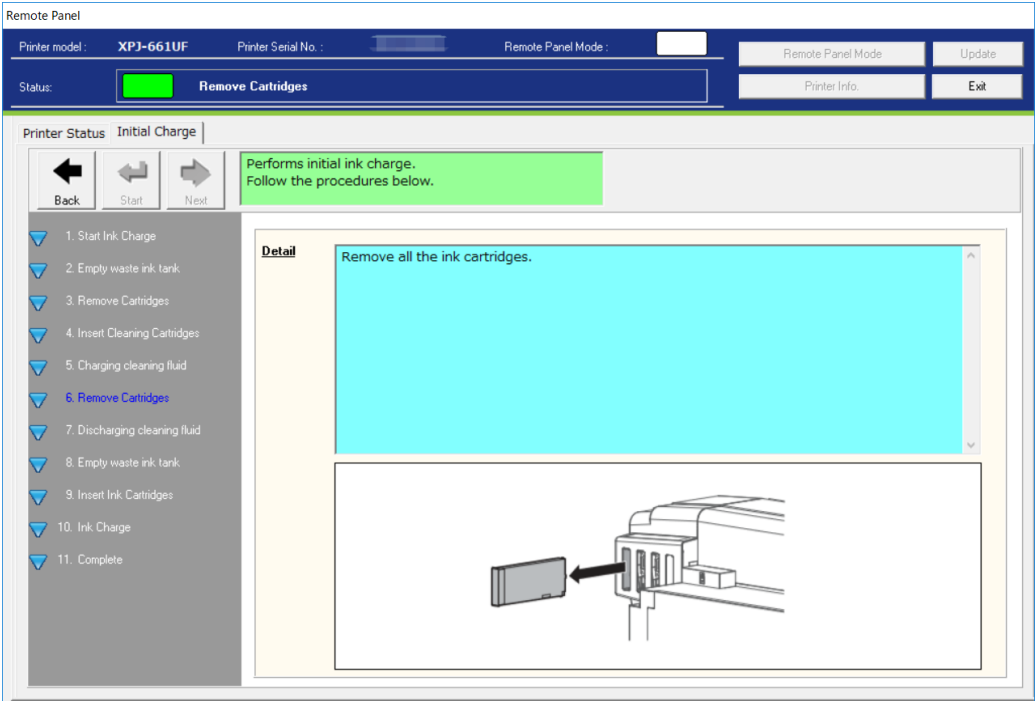 Remote Panel
Printer model : XPJ-661UF Printer Serial No. : Remote Panel Mode :
Remote Panel Mode Update
Status: Remove Cartridges
Printer Info. Exit
Printer Status Initial Charge
Back Start Next
Performs initial ink charge.
Follow the procedures below.
1. Start Ink Charge
2. Empty waste ink tank
3. Remove Cartridges
4. Insert Cleaning Cartridges
5. Charging cleaning fluid
6. Remove Cartridges
7. Discharging cleaning fluid
8. Empty waste ink tank
9. Insert Ink Cartridges
10. Ink Charge
11. Complete
Detail
Remove all the ink cartridges.